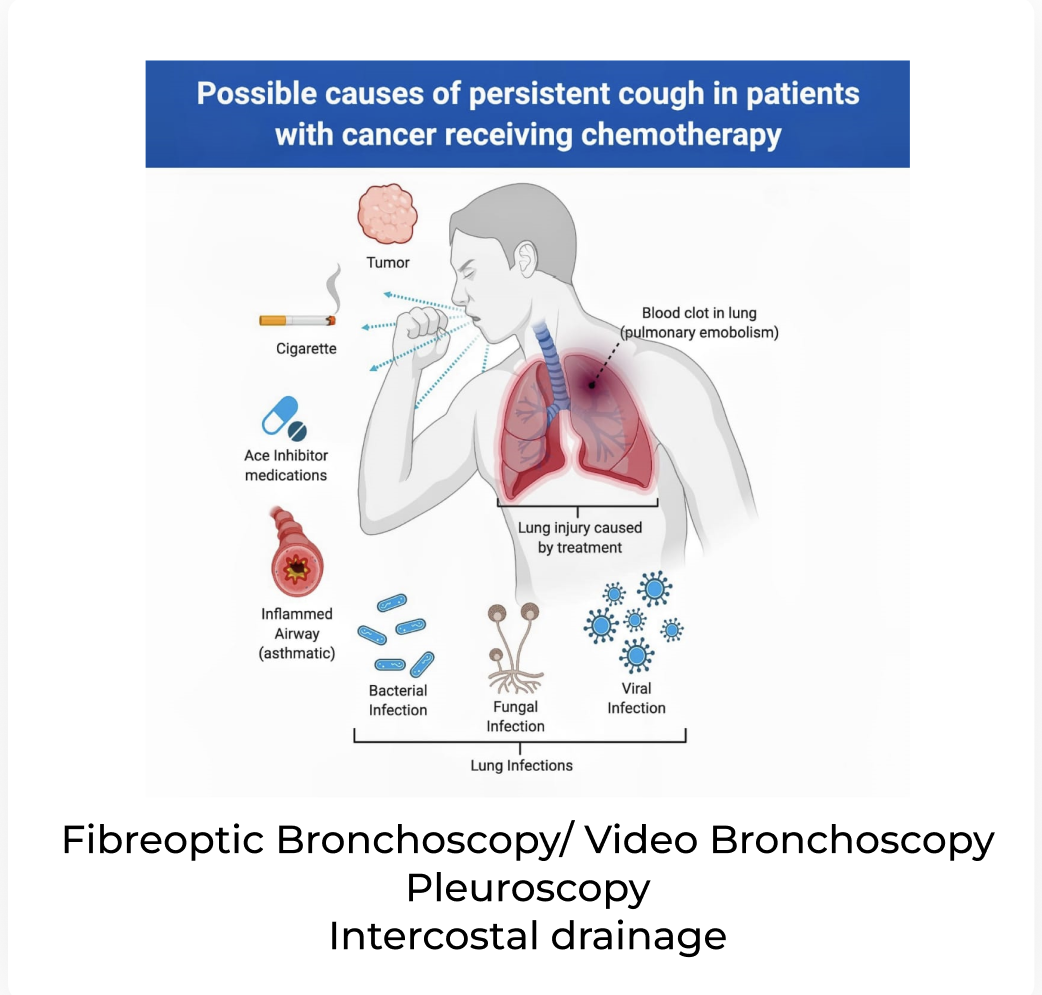 Possible causes of persistent cough in patients
with cancer receiving chemotherapy
Tumor
Cigarette
Blood clot in lung
(pulmonary emobolism)
Ace Inhibitor
medications
Lung injury caused
by treatment
Inflammed
Airway
(asthmatic)
Bacterial
Infection
Fungal
Infection
Viral
Infection
Lung Infections
Fibreoptic Bronchoscopy/ Video Bronchoscopy
Pleuroscopy
Intercostal drainage